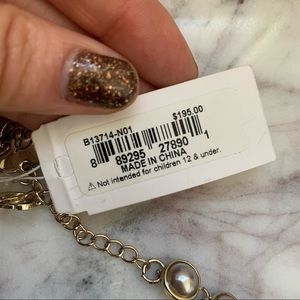 B13714-N01
$195.00
8 89295 27890 1
MADE IN CHINA
⚠ Not intended for children 12 & under.